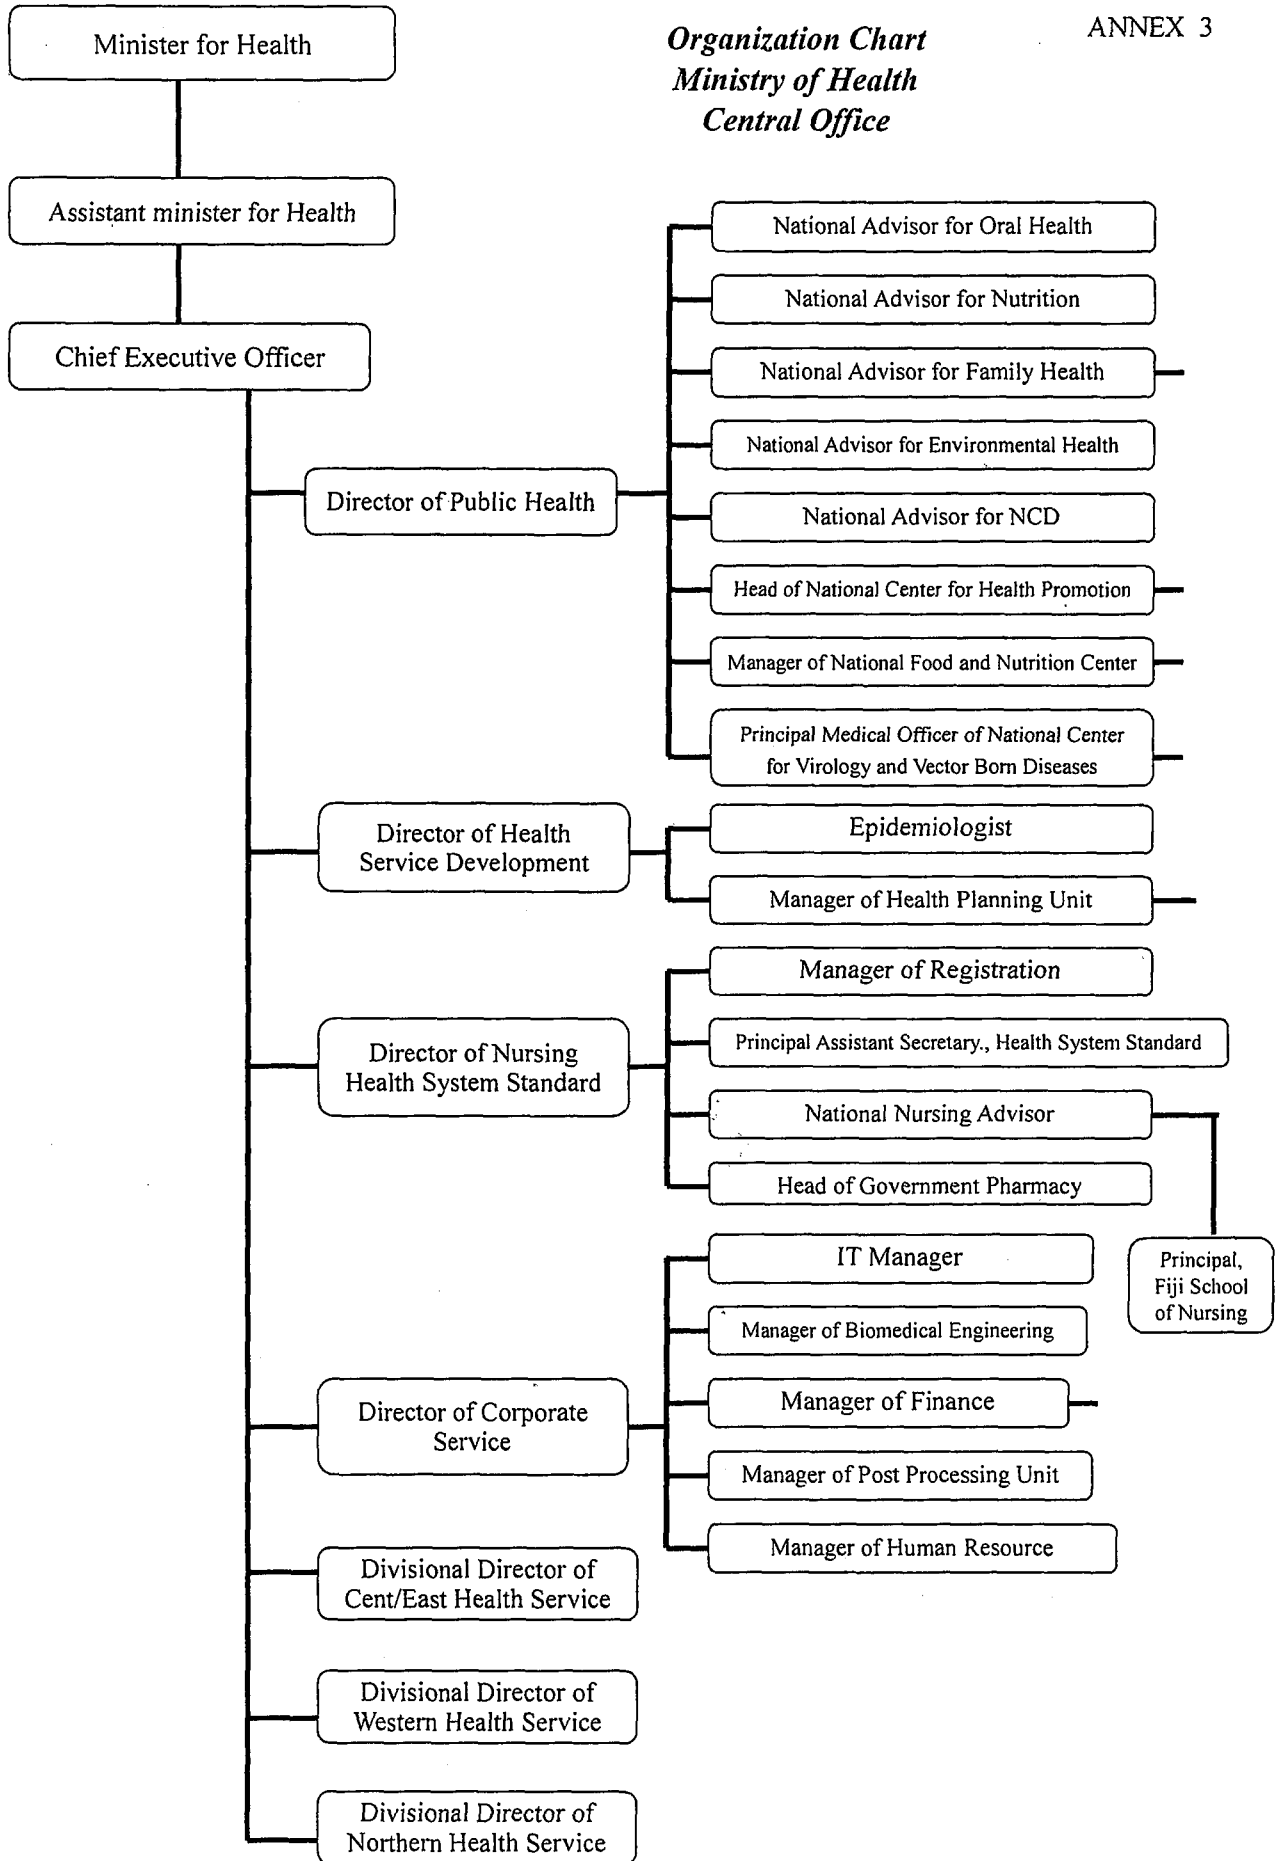 ANNEX 3
Organization Chart
Ministry of Health
Central Office
Minister for Health
Assistant minister for Health
Chief Executive Officer
Director of Public Health
National Advisor for Oral Health
National Advisor for Nutrition
National Advisor for Family Health
National Advisor for Environmental Health
National Advisor for NCD
Head of National Center for Health Promotion
Manager of National Food and Nutrition Center
Principal Medical Officer of National Center
for Virology and Vector Born Diseases
Director of Health
Service Development
Epidemiologist
Manager of Health Planning Unit
Director of Nursing
Health System Standard
Manager of Registration
Principal Assistant Secretary., Health System Standard
National Nursing Advisor
Head of Government Pharmacy
Principal,
Fiji School
of Nursing
Director of Corporate
Service
IT Manager
Manager of Biomedical Engineering
Manager of Finance
Manager of Post Processing Unit
Manager of Human Resource
Divisional Director of
Cent/East Health Service
Divisional Director of
Western Health Service
Divisional Director of
Northern Health Service